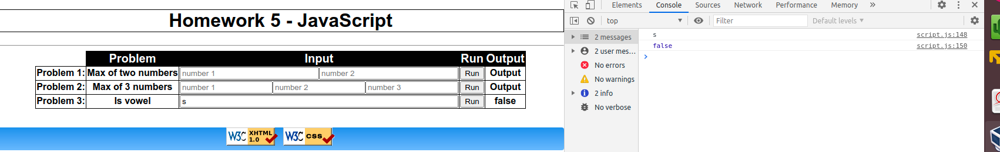 Homework 5 - JavaScript
Problem Input Run Output
Problem 1: Max of two numbers number 1 number 2 Run Output
Problem 2: Max of 3 numbers number 1 number 2 number 3 Run Output
Problem 3: Is vowel s Run false
W3C XHTML 1.0 W3C css
Elements Console Sources Network Performance Memory »
top Filter Default levels
2 messages
2 user mes...
No errors
No warnings
2 info
No verbose
s script.js:148
false script.js:150